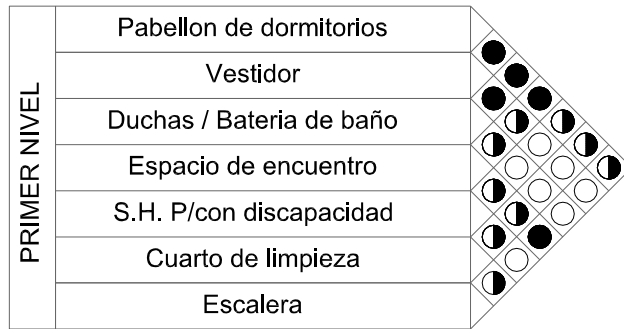 PRIMER NIVEL
Pabellon de dormitorios
Vestidor
Duchas / Bateria de baño
Espacio de encuentro
S.H. P/con discapacidad
Cuarto de limpieza
Escalera